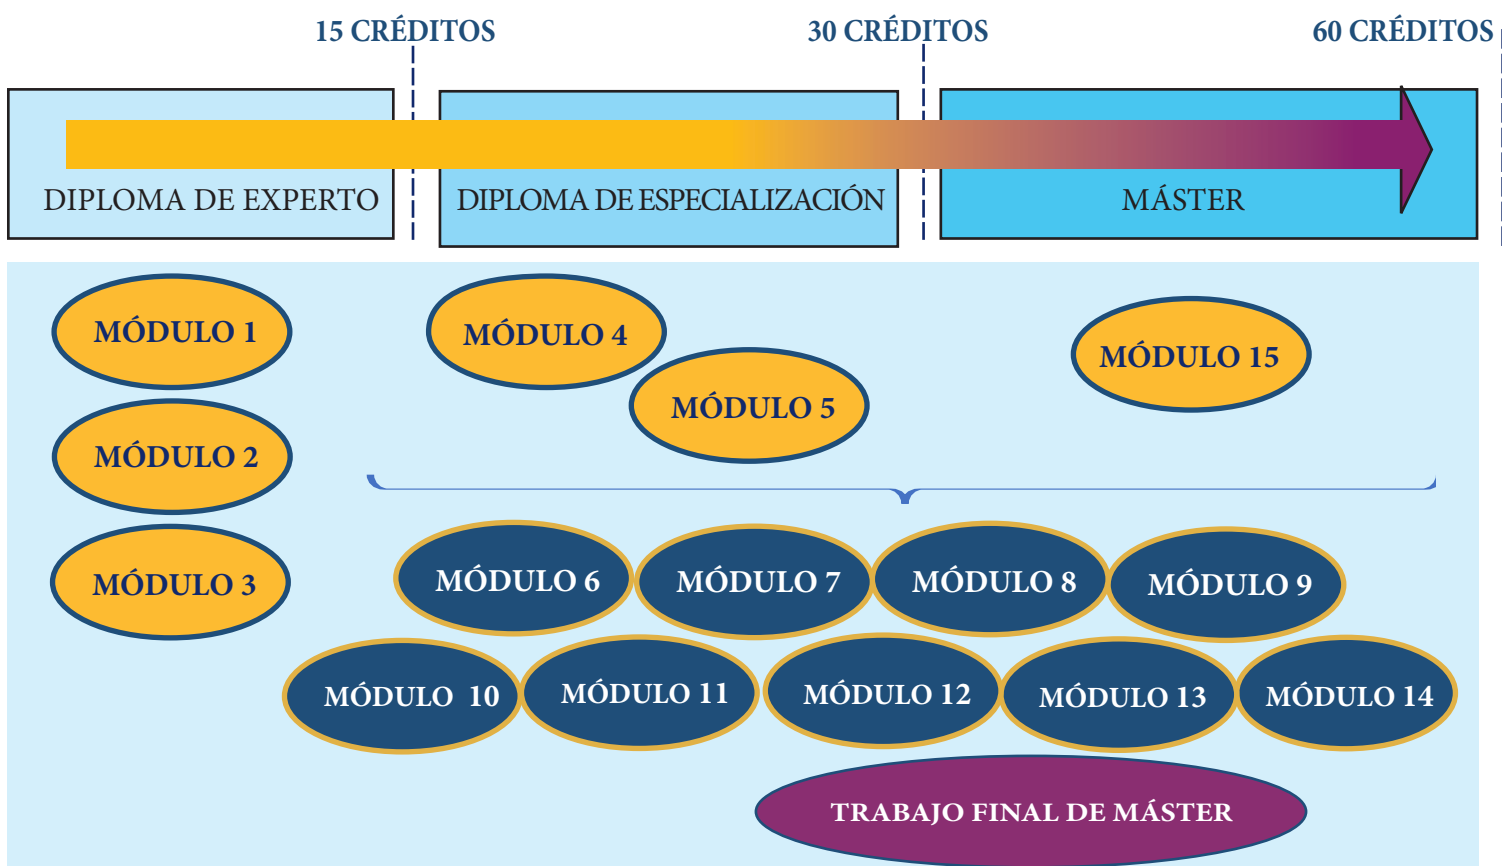 15 CRÉDITOS
30 CRÉDITOS
60 CRÉDITOS
DIPLOMA DE EXPERTO
DIPLOMA DE ESPECIALIZACIÓN
MÁSTER
MÓDULO 1
MÓDULO 4
MÓDULO 15
MÓDULO 5
MÓDULO 2
MÓDULO 3
MÓDULO 6
MÓDULO 7
MÓDULO 8
MÓDULO 9
MÓDULO 10
MÓDULO 11
MÓDULO 12
MÓDULO 13
MÓDULO 14
TRABAJO FINAL DE MÁSTER